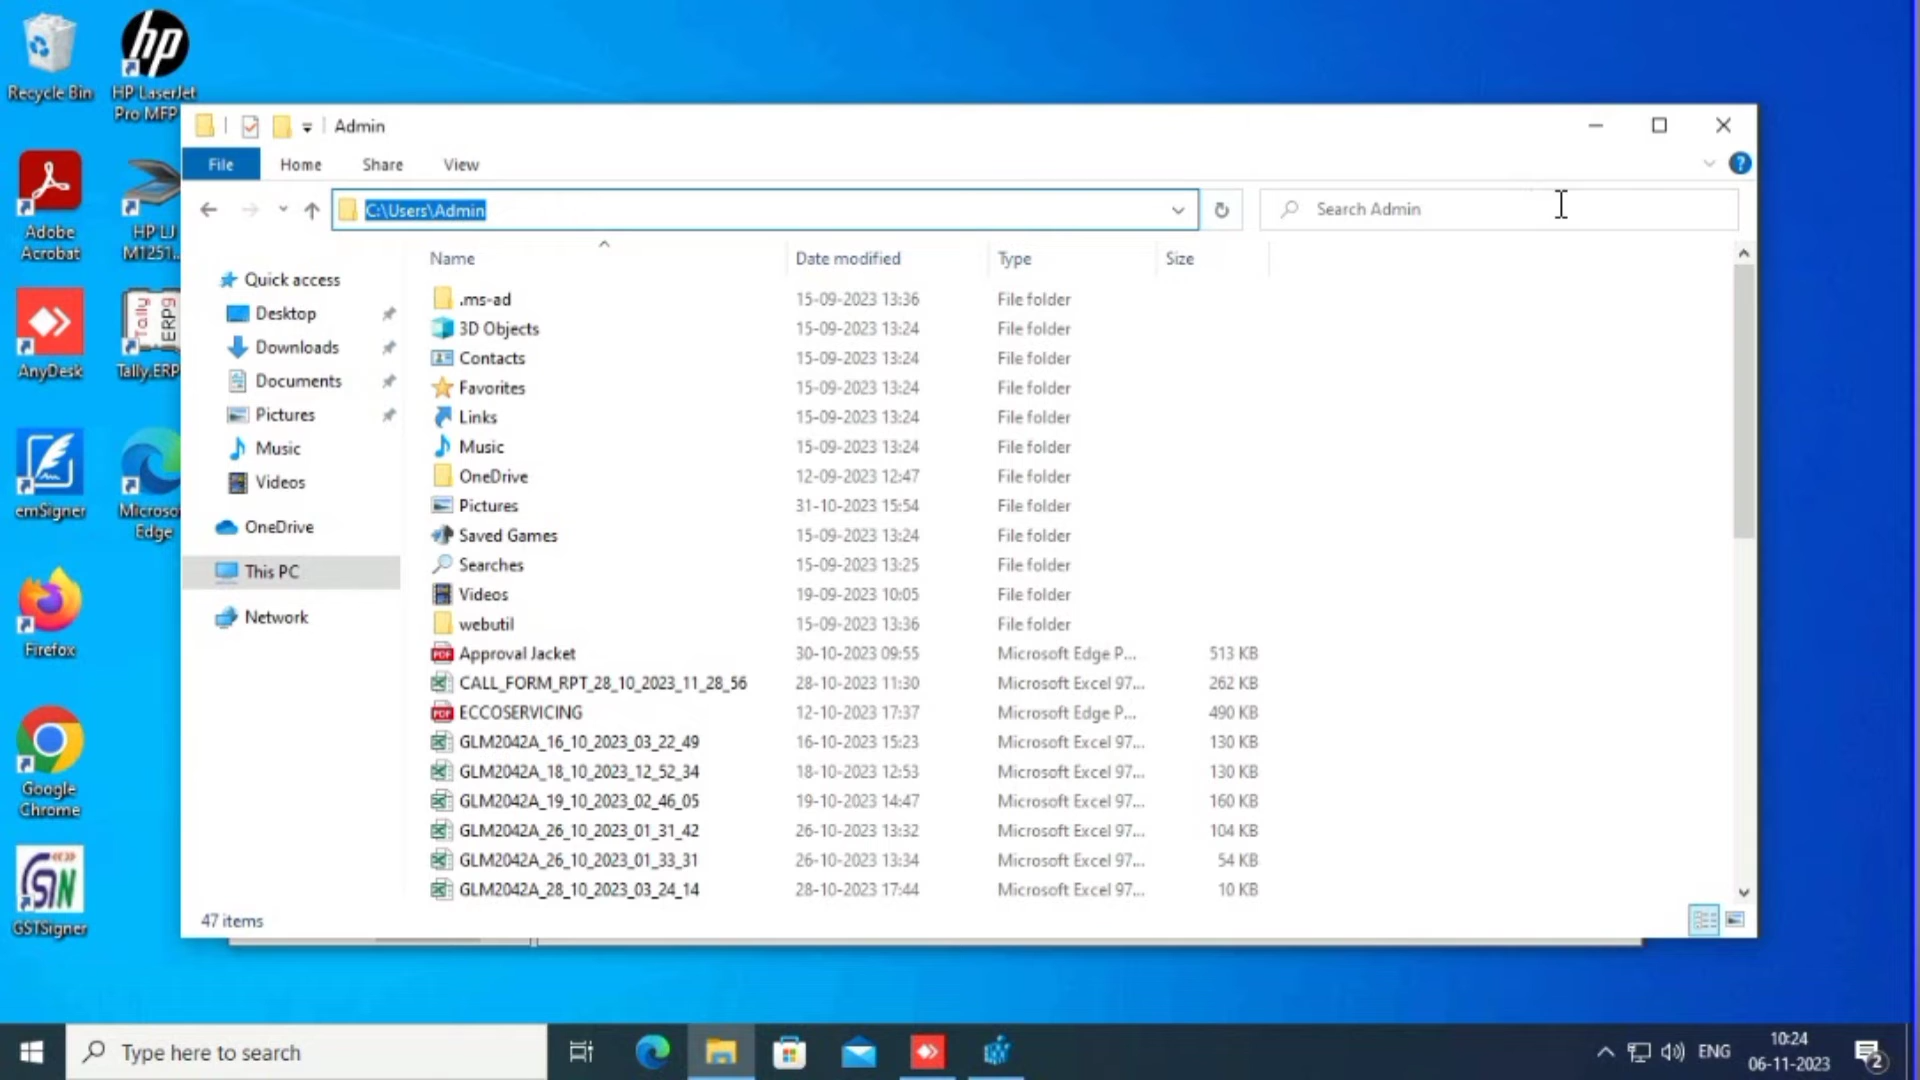 Recycle Bin
HP LaserJet
Pro MFP
Adobe
Acrobat
HP LJ
M1251...
AnyDesk
Tally.ERP
emSigner
Microso
Edge
Firefox
Google
Chrome
GSTSigner
Admin
File
Home
Share
View
C:\Users\Admin
Search Admin
Quick access
Desktop
Downloads
Documents
Pictures
Music
Videos
OneDrive
This PC
Network
Name Date modified Type Size
.ms-ad 15-09-2023 13:36 File folder
3D Objects 15-09-2023 13:24 File folder
Contacts 15-09-2023 13:24 File folder
Favorites 15-09-2023 13:24 File folder
Links 15-09-2023 13:24 File folder
Music 15-09-2023 13:24 File folder
OneDrive 12-09-2023 12:47 File folder
Pictures 31-10-2023 15:54 File folder
Saved Games 15-09-2023 13:24 File folder
Searches 15-09-2023 13:25 File folder
Videos 19-09-2023 10:05 File folder
webutil 15-09-2023 13:36 File folder
Approval Jacket 30-10-2023 09:55 Microsoft Edge P... 513 KB
CALL_FORM_RPT_28_10_2023_11_28_56 28-10-2023 11:30 Microsoft Excel 97... 262 KB
ECCOSERVICING 12-10-2023 17:37 Microsoft Edge P... 490 KB
GLM2042A_16_10_2023_03_22_49 16-10-2023 15:23 Microsoft Excel 97... 130 KB
GLM2042A_18_10_2023_12_52_34 18-10-2023 12:53 Microsoft Excel 97... 130 KB
GLM2042A_19_10_2023_02_46_05 19-10-2023 14:47 Microsoft Excel 97... 160 KB
GLM2042A_26_10_2023_01_31_42 26-10-2023 13:32 Microsoft Excel 97... 104 KB
GLM2042A_26_10_2023_01_33_31 26-10-2023 13:34 Microsoft Excel 97... 54 KB
GLM2042A_28_10_2023_03_24_14 28-10-2023 17:44 Microsoft Excel 97... 10 KB
47 items
Type here to search
ENG
10:24
06-11-2023
2